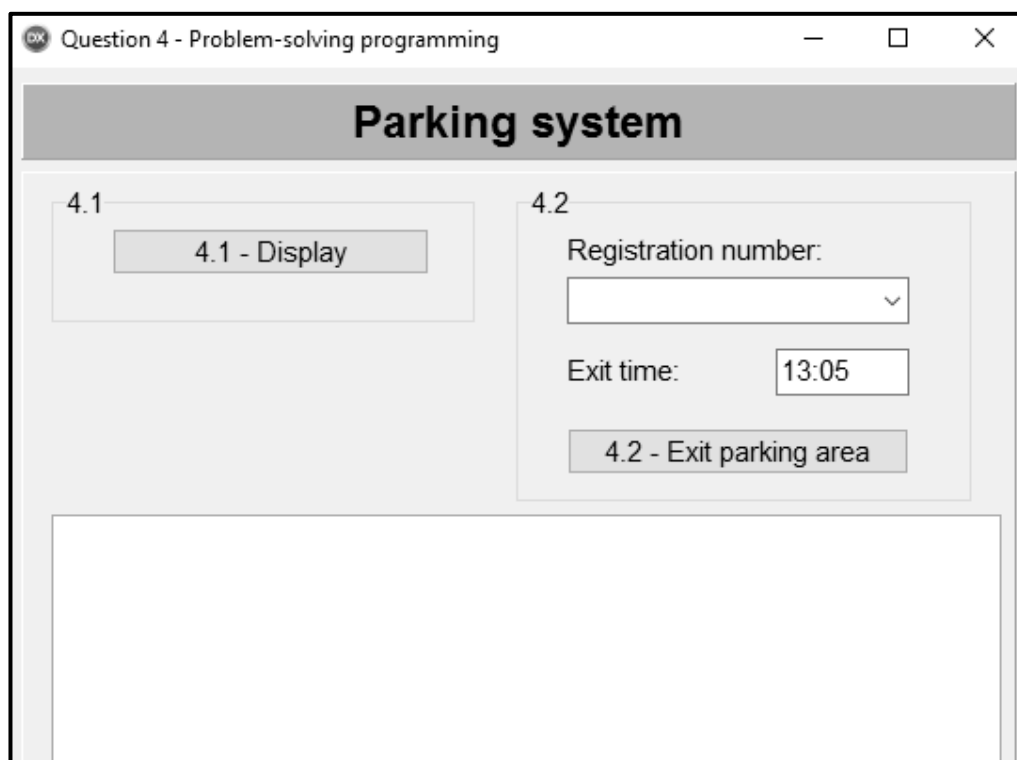 DX Question 4 - Problem-solving programming
Parking system
4.1
4.1 - Display
4.2
Registration number:
Exit time: 13:05
4.2 - Exit parking area